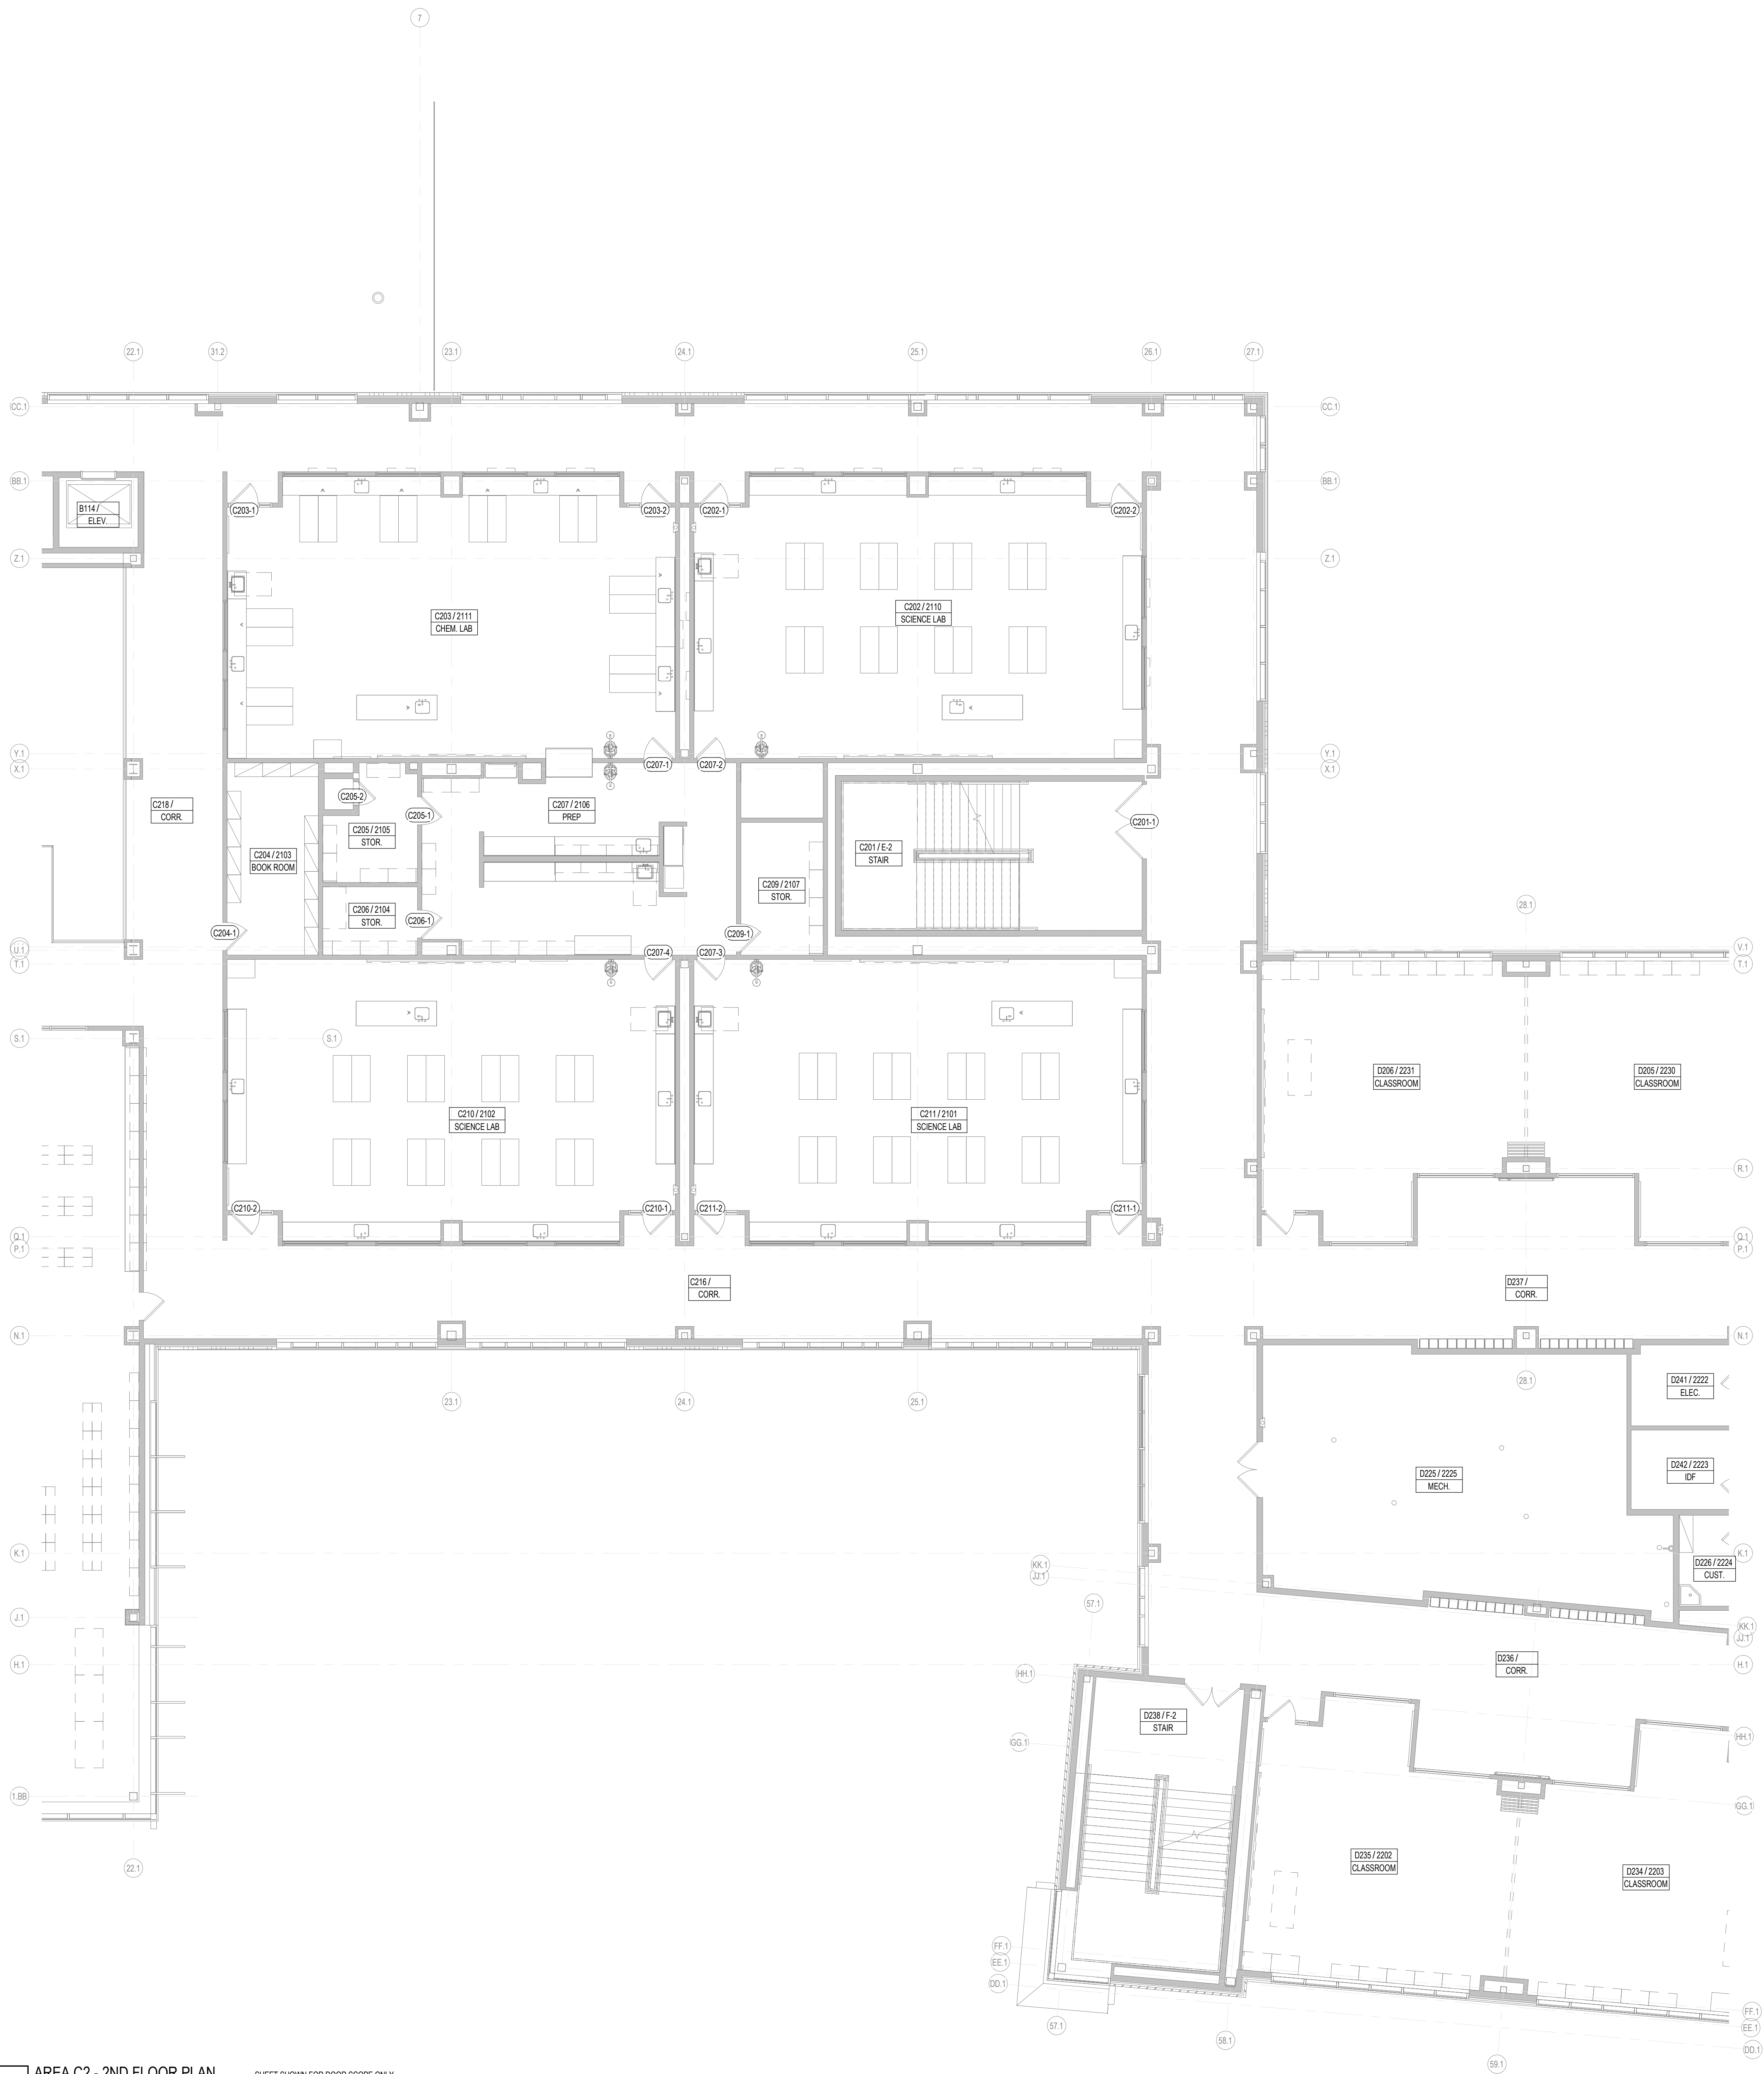 7
22.1
31.2
23.1
24.1
25.1
26.1
27.1
CC.1
CC.1
BB.1
BB.1
B114 /
ELEV.
C203-1
C203-2
C202-1
C202-2
Z.1
Z.1
C203 / 2111
CHEM. LAB
C202 / 2110
SCIENCE LAB
Y.1
Y.1
X.1
X.1
C207-1
C207-2
C205-2
C205-1
C218 /
CORR.
C207 / 2106
PREP
C201-1
C205 / 2105
STOR.
C204 / 2103
BOOK ROOM
C201 / E-2
STAIR
C209 / 2107
STOR.
C206 / 2104
STOR.
C206-1
28.1
C204-1
C209-1
U.1
V.1
C207-4
C207-3
T.1
T.1
S.1
S.1
D206 / 2231
CLASSROOM
D205 / 2230
CLASSROOM
C210 / 2102
SCIENCE LAB
C211 / 2101
SCIENCE LAB
R.1
C210-2
C210-1
C211-2
C211-1
Q.1
Q.1
P.1
P.1
C216 /
CORR.
D237 /
CORR.
N.1
N.1
28.1
D241 / 2222
ELEC.
23.1
24.1
25.1
D242 / 2223
IDF
D225 / 2225
MECH.
K.1
K.1
KK.1
JJ.1
D226 / 2224
CUST.
57.1
J.1
KK.1
JJ.1
H.1
H.1
D236 /
CORR.
HH.1
D238 / F-2
STAIR
GG.1
HH.1
1.BB
GG.1
22.1
D235 / 2202
CLASSROOM
D234 / 2203
CLASSROOM
FF.1
EE.1
DD.1
FF.1
EE.1
57.1
58.1
DD.1
59.1
AREA C2 - 2ND FLOOR PLAN
SHEET SHOWN FOR DOOR SCOPE ONLY